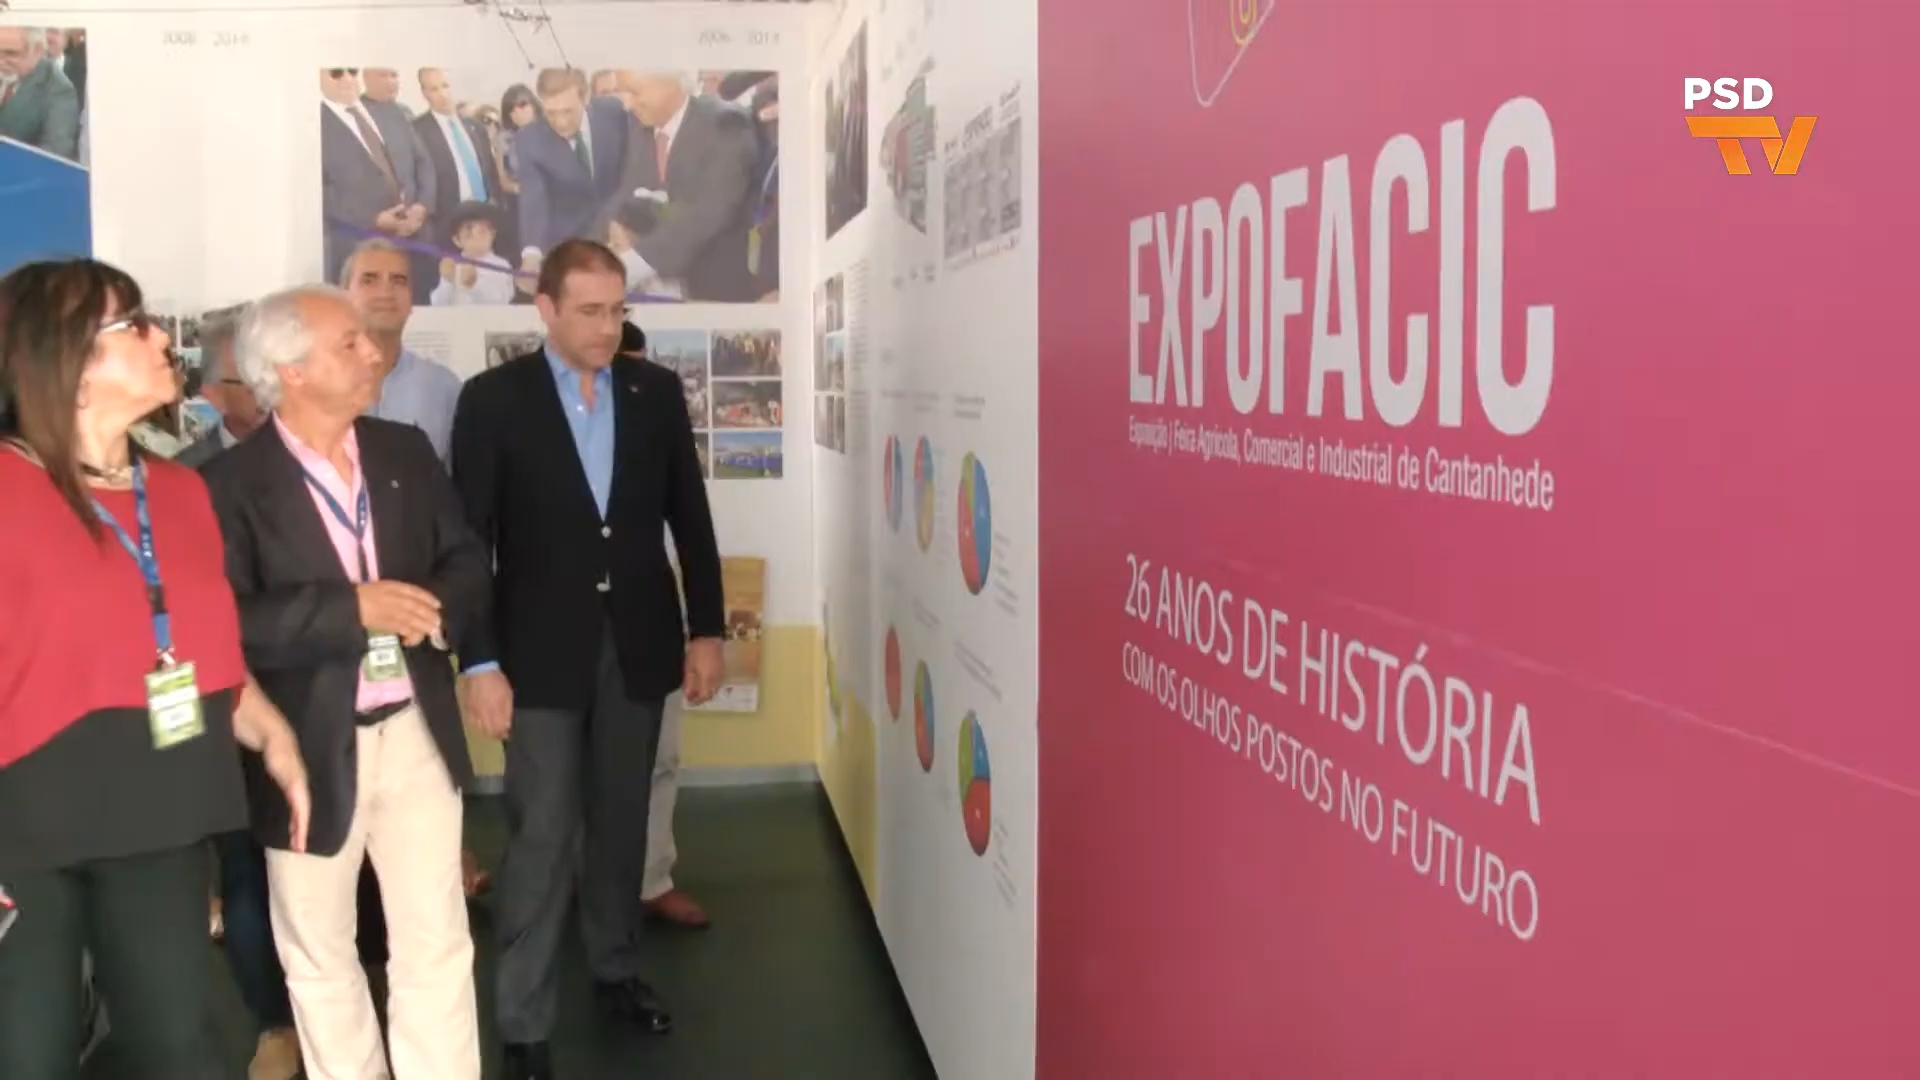 PSD
TV
EXPOFACIC
Exposição | Feira Agrícola, Comercial e Industrial de Cantanhede
26 ANOS DE HISTÓRIA
COM OS OLHOS POSTOS NO FUTURO